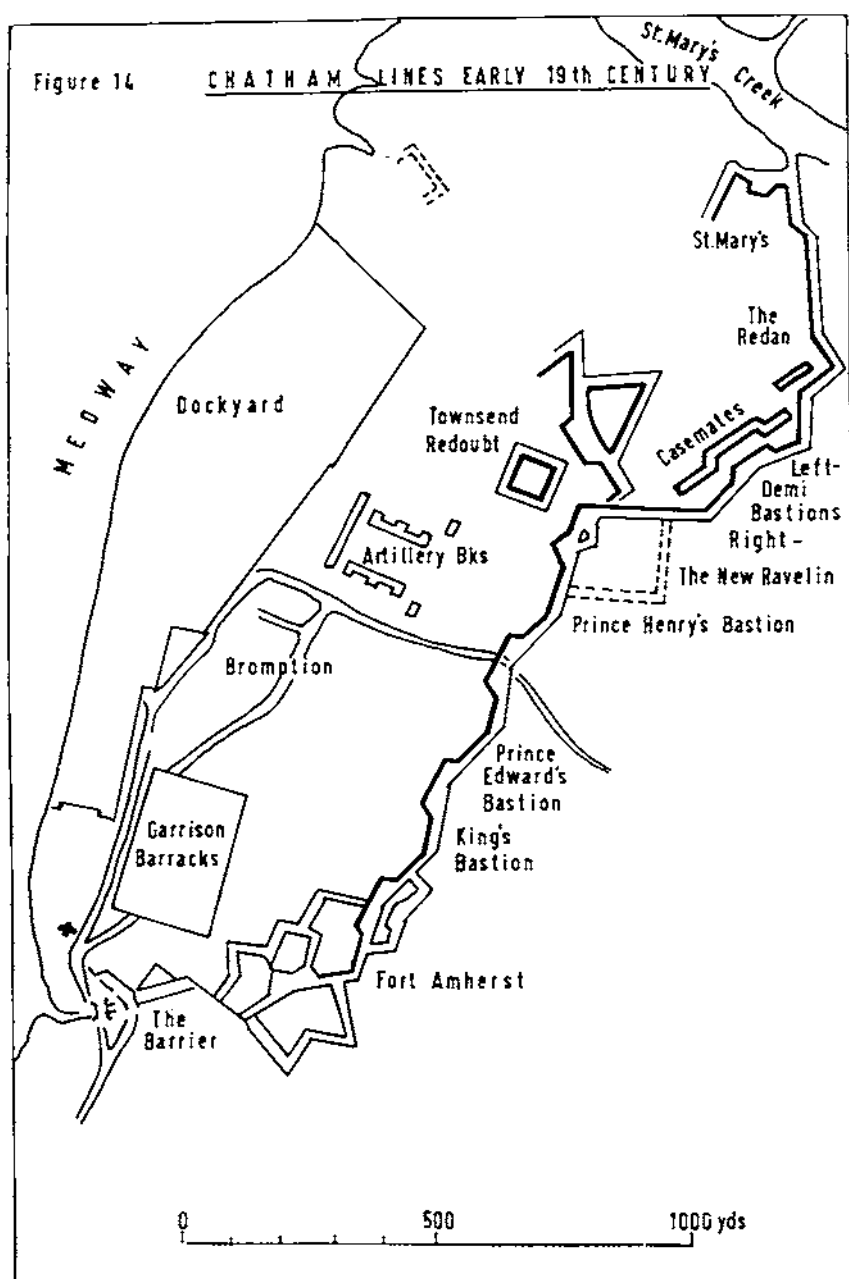 Figure 14
CHATHAM LINES EARLY 19th CENTURY
St. Mary's
Creek
St. Mary's
The
Redan
MEDWAY
Dockyard
Townsend
Redoubt
Casemates
Left-
Demi
Bastions
Right-
Artillery Bks
The New Ravelin
Prince Henry's Bastion
Bromption
Prince
Edward's
Bastion
King's
Bastion
Garrison
Barracks
Fort Amherst
The
Barrier
0 500 1000 yds